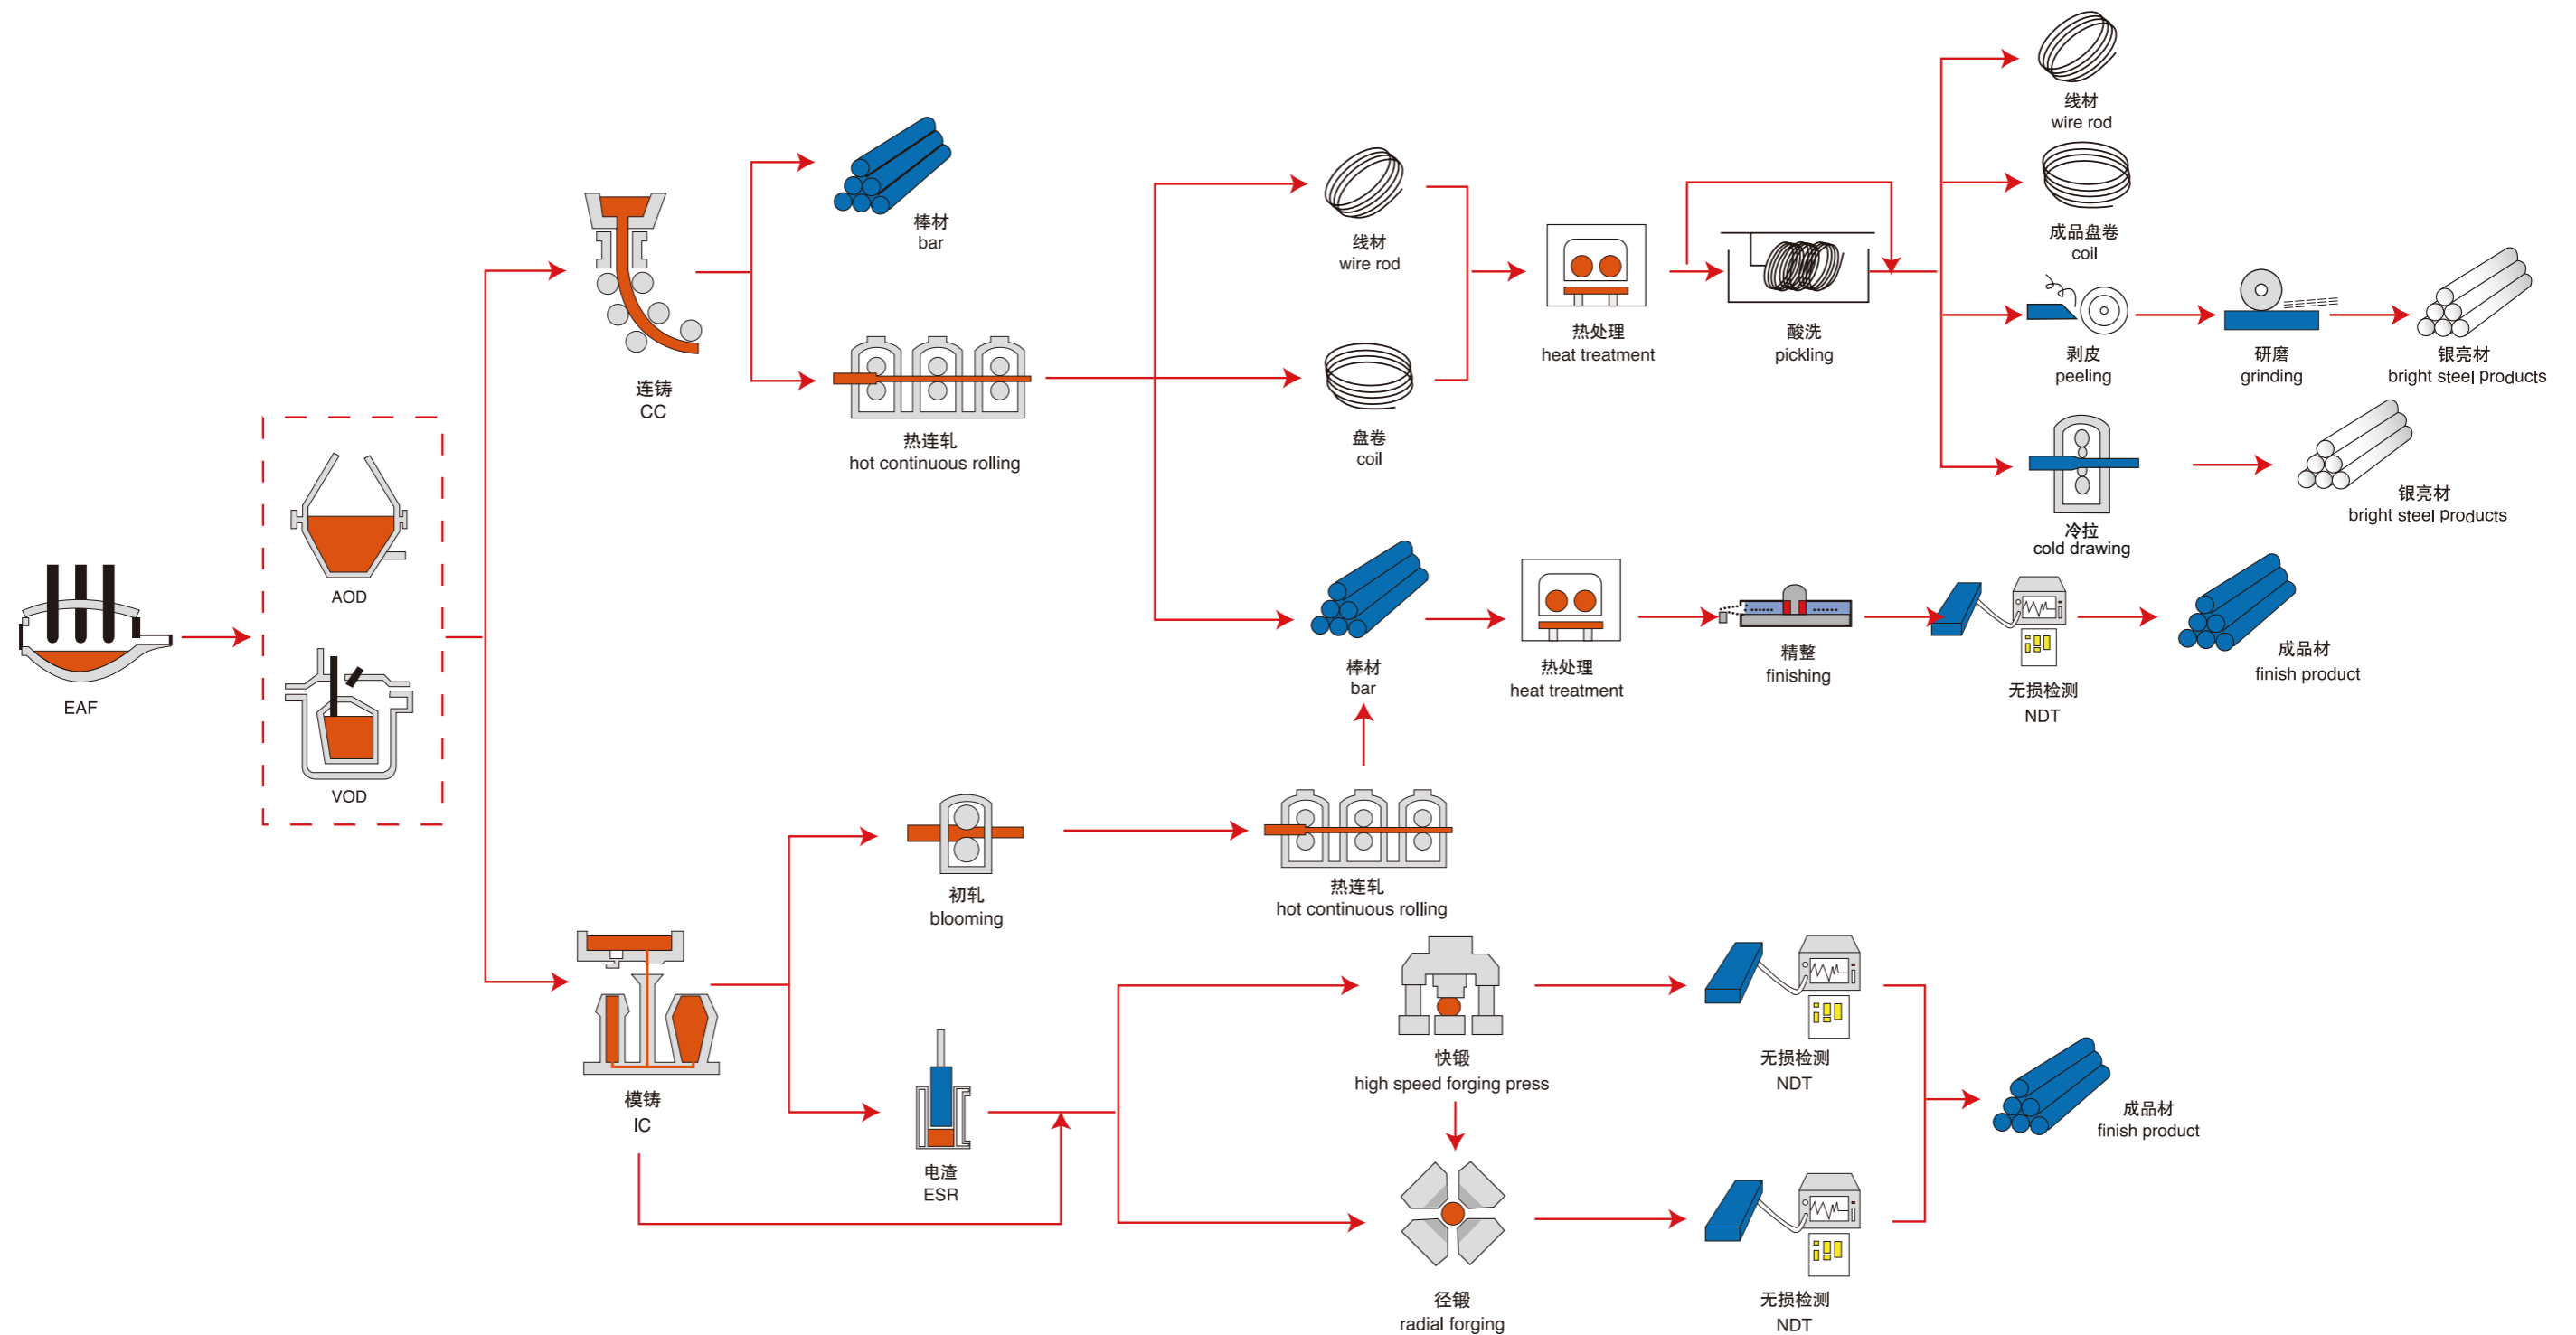 线材
wire rod
棒材
bar
线材
wire rod
成品盘卷
coil
热处理
heat treatment
酸洗
pickling
剥皮
peeling
研磨
grinding
银亮材
bright steel products
连铸
CC
热连轧
hot continuous rolling
盘卷
coil
冷拉
cold drawing
银亮材
bright steel products
AOD
EAF
VOD
棒材
bar
热处理
heat treatment
精整
finishing
无损检测
NDT
成品材
finish product
初轧
blooming
热连轧
hot continuous rolling
模铸
IC
电渣
ESR
快锻
high speed forging press
无损检测
NDT
成品材
finish product
径锻
radial forging
无损检测
NDT